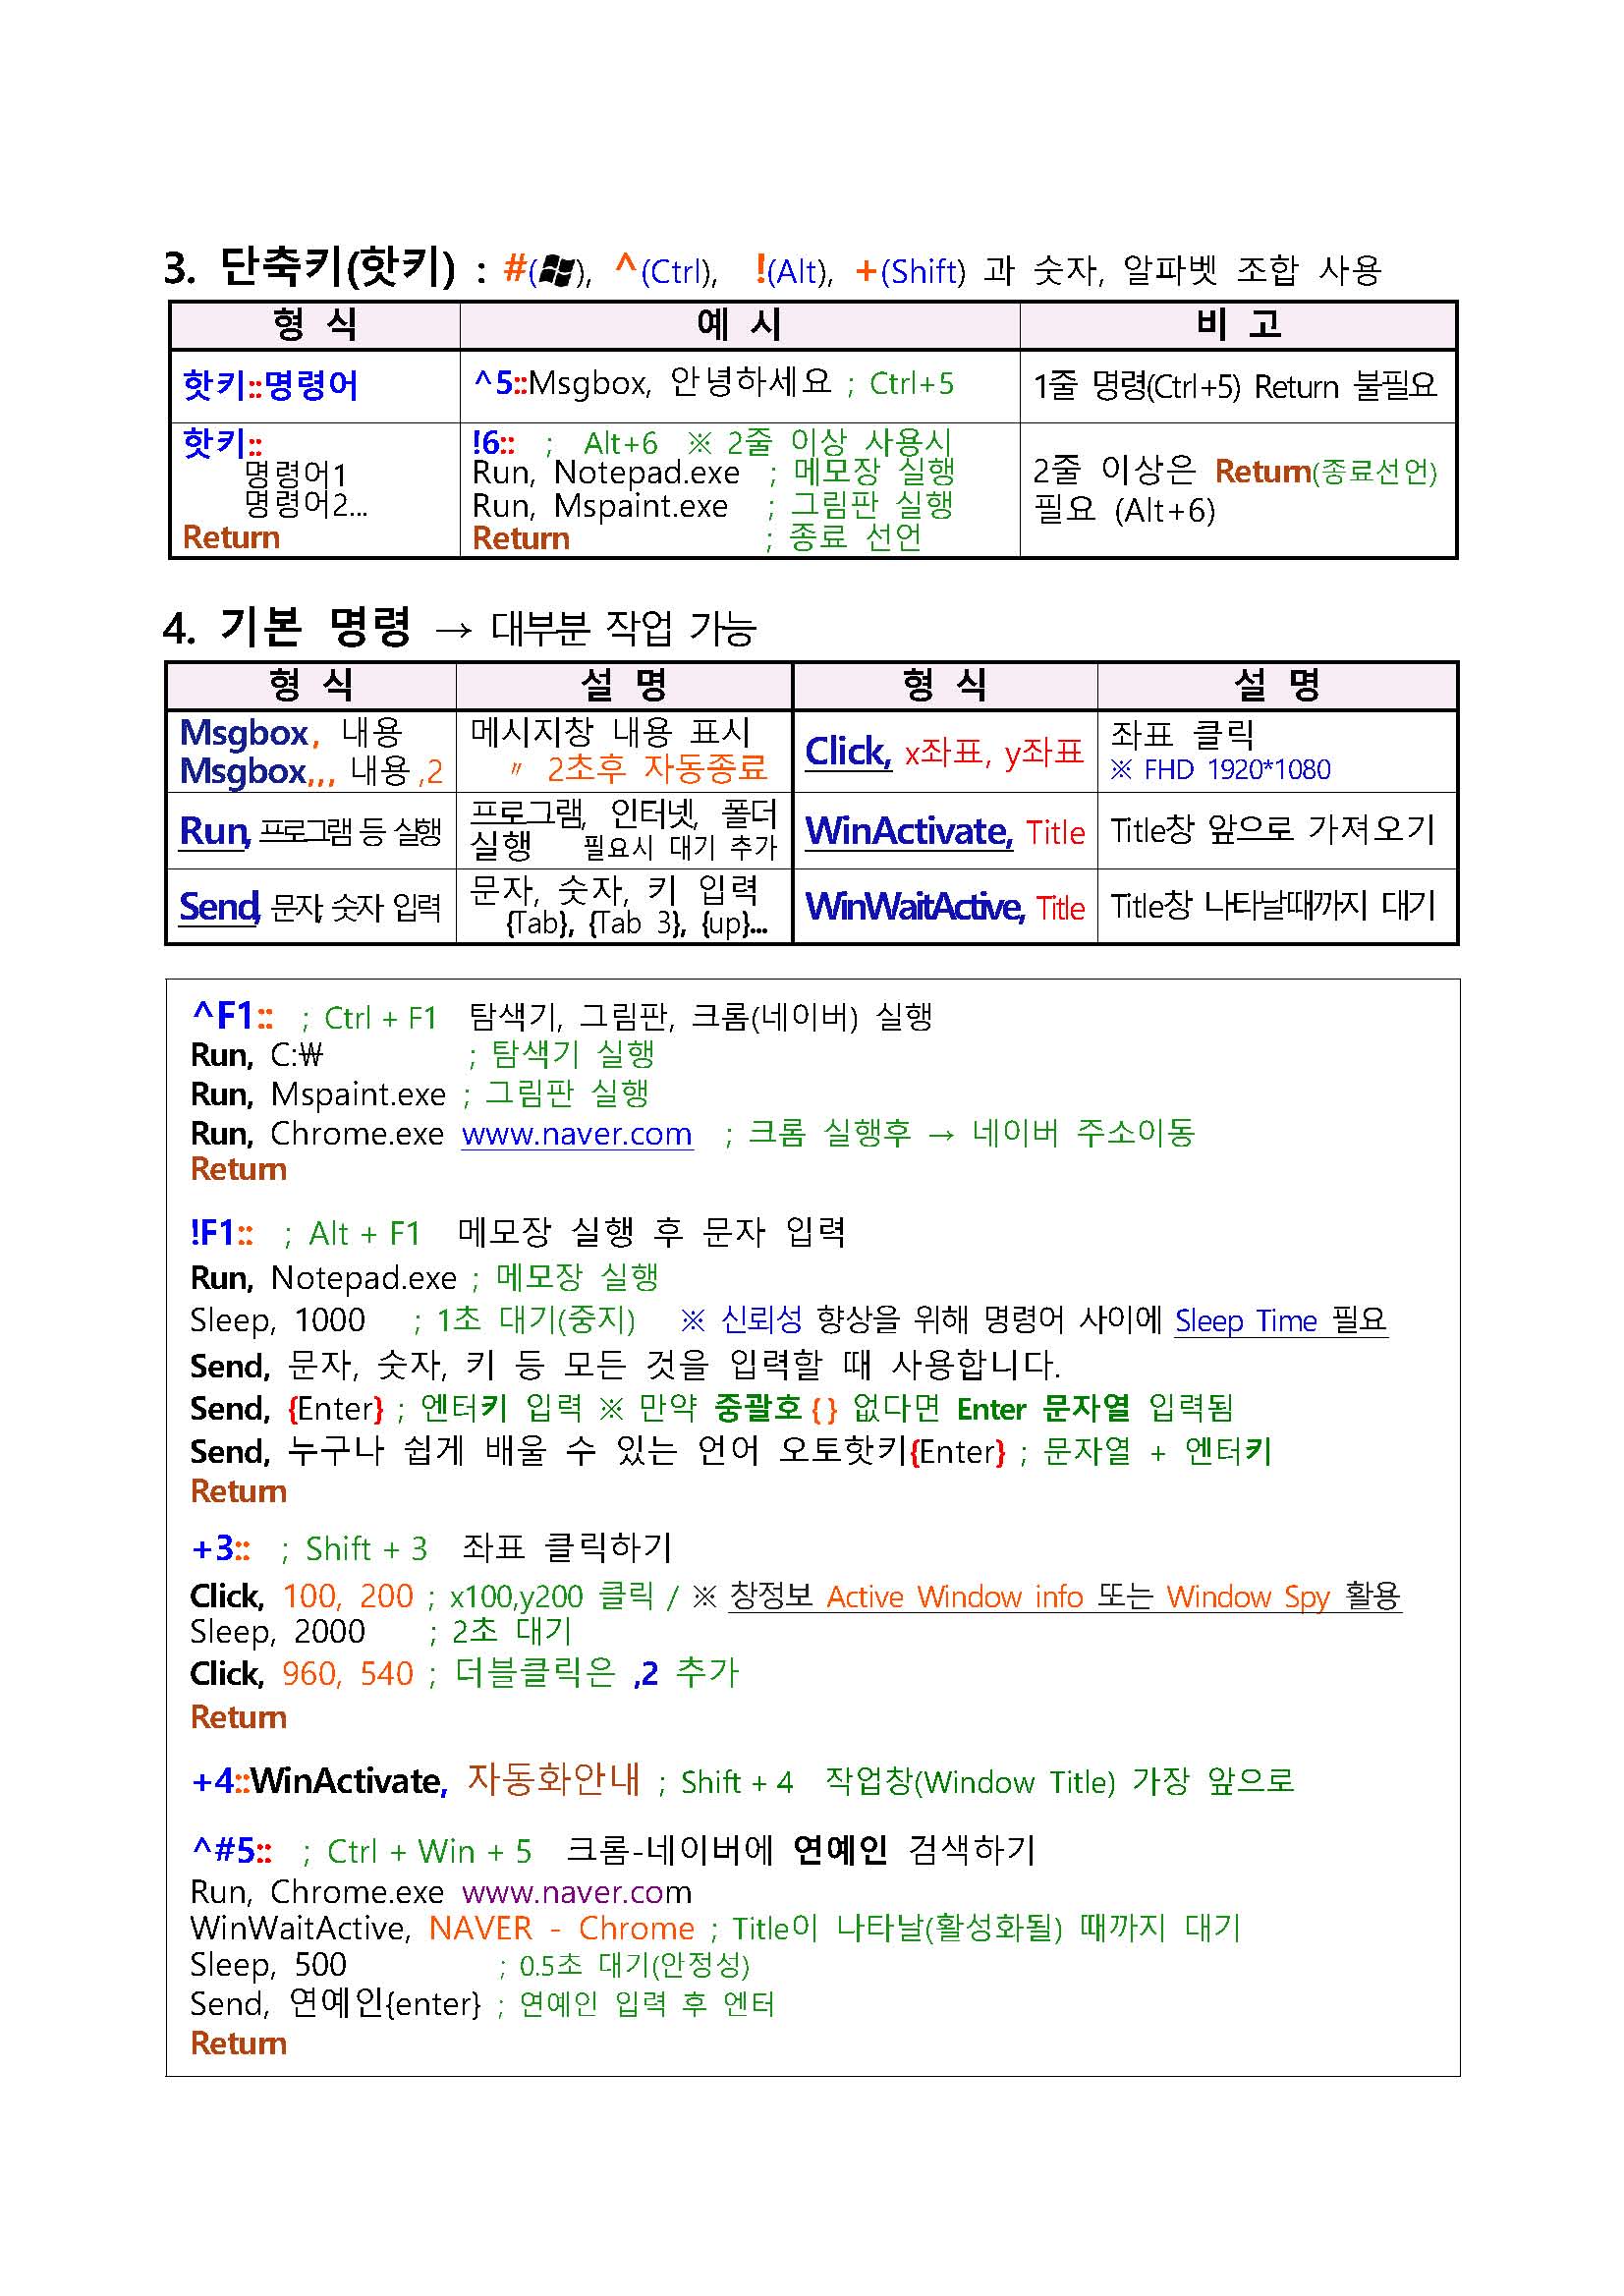 3. 단축키(핫키) : #(), ^(Ctrl), !(Alt), +(Shift) 과 숫자, 알파벳 조합 사용
형 식 예 시 비 고
핫키::명령어 ^5::Msgbox, 안녕하세요 ; Ctrl+5 1줄 명령(Ctrl+5) Return 불필요
핫키:: !6:: ; Alt+6 ※ 2줄 이상 사용시
명령어1 Run, Notepad.exe ; 메모장 실행 2줄 이상은 Return(종료선언)
명령어2... Run, Mspaint.exe ; 그림판 실행 필요 (Alt+6)
Return Return ; 종료 선언
4. 기본 명령 → 대부분 작업 가능
형 식 설 명 형 식 설 명
Msgbox, 내용 메시지창 내용 표시 Click, x좌표, y좌표 좌표 클릭
Msgbox,,, 내용 ,2 〃 2초후 자동종료 ※ FHD 1920*1080
Run, 프로그램 등 실행 프로그램, 인터넷, 폴더 WinActivate, Title Title창 앞으로 가져오기
실행 필요시 대기 추가
Send, 문자, 숫자 입력 문자, 숫자, 키 입력 WinWaitActive, Title Title창 나타날때까지 대기
{Tab}, {Tab 3}, {up}...
^F1:: ; Ctrl + F1 탐색기, 그림판, 크롬(네이버) 실행
Run, C:₩ ; 탐색기 실행
Run, Mspaint.exe ; 그림판 실행
Run, Chrome.exe www.naver.com ; 크롬 실행후 → 네이버 주소이동
Return
!F1:: ; Alt + F1 메모장 실행 후 문자 입력
Run, Notepad.exe ; 메모장 실행
Sleep, 1000 ; 1초 대기(중지) ※ 신뢰성 향상을 위해 명령어 사이에 Sleep Time 필요
Send, 문자, 숫자, 키 등 모든 것을 입력할 때 사용합니다.
Send, {Enter} ; 엔터키 입력 ※ 만약 중괄호 { } 없다면 Enter 문자열 입력됨
Send, 누구나 쉽게 배울 수 있는 언어 오토핫키{Enter} ; 문자열 + 엔터키
Return
+3:: ; Shift + 3 좌표 클릭하기
Click, 100, 200 ; x100,y200 클릭 / ※ 창정보 Active Window info 또는 Window Spy 활용
Sleep, 2000 ; 2초 대기
Click, 960, 540 ; 더블클릭은 ,2 추가
Return
+4::WinActivate, 자동화안내 ; Shift + 4 작업창(Window Title) 가장 앞으로
^#5:: ; Ctrl + Win + 5 크롬-네이버에 연예인 검색하기
Run, Chrome.exe www.naver.com
WinWaitActive, NAVER - Chrome ; Title이 나타날(활성화될) 때까지 대기
Sleep, 500 ; 0.5초 대기(안정성)
Send, 연예인{enter} ; 연예인 입력 후 엔터
Return